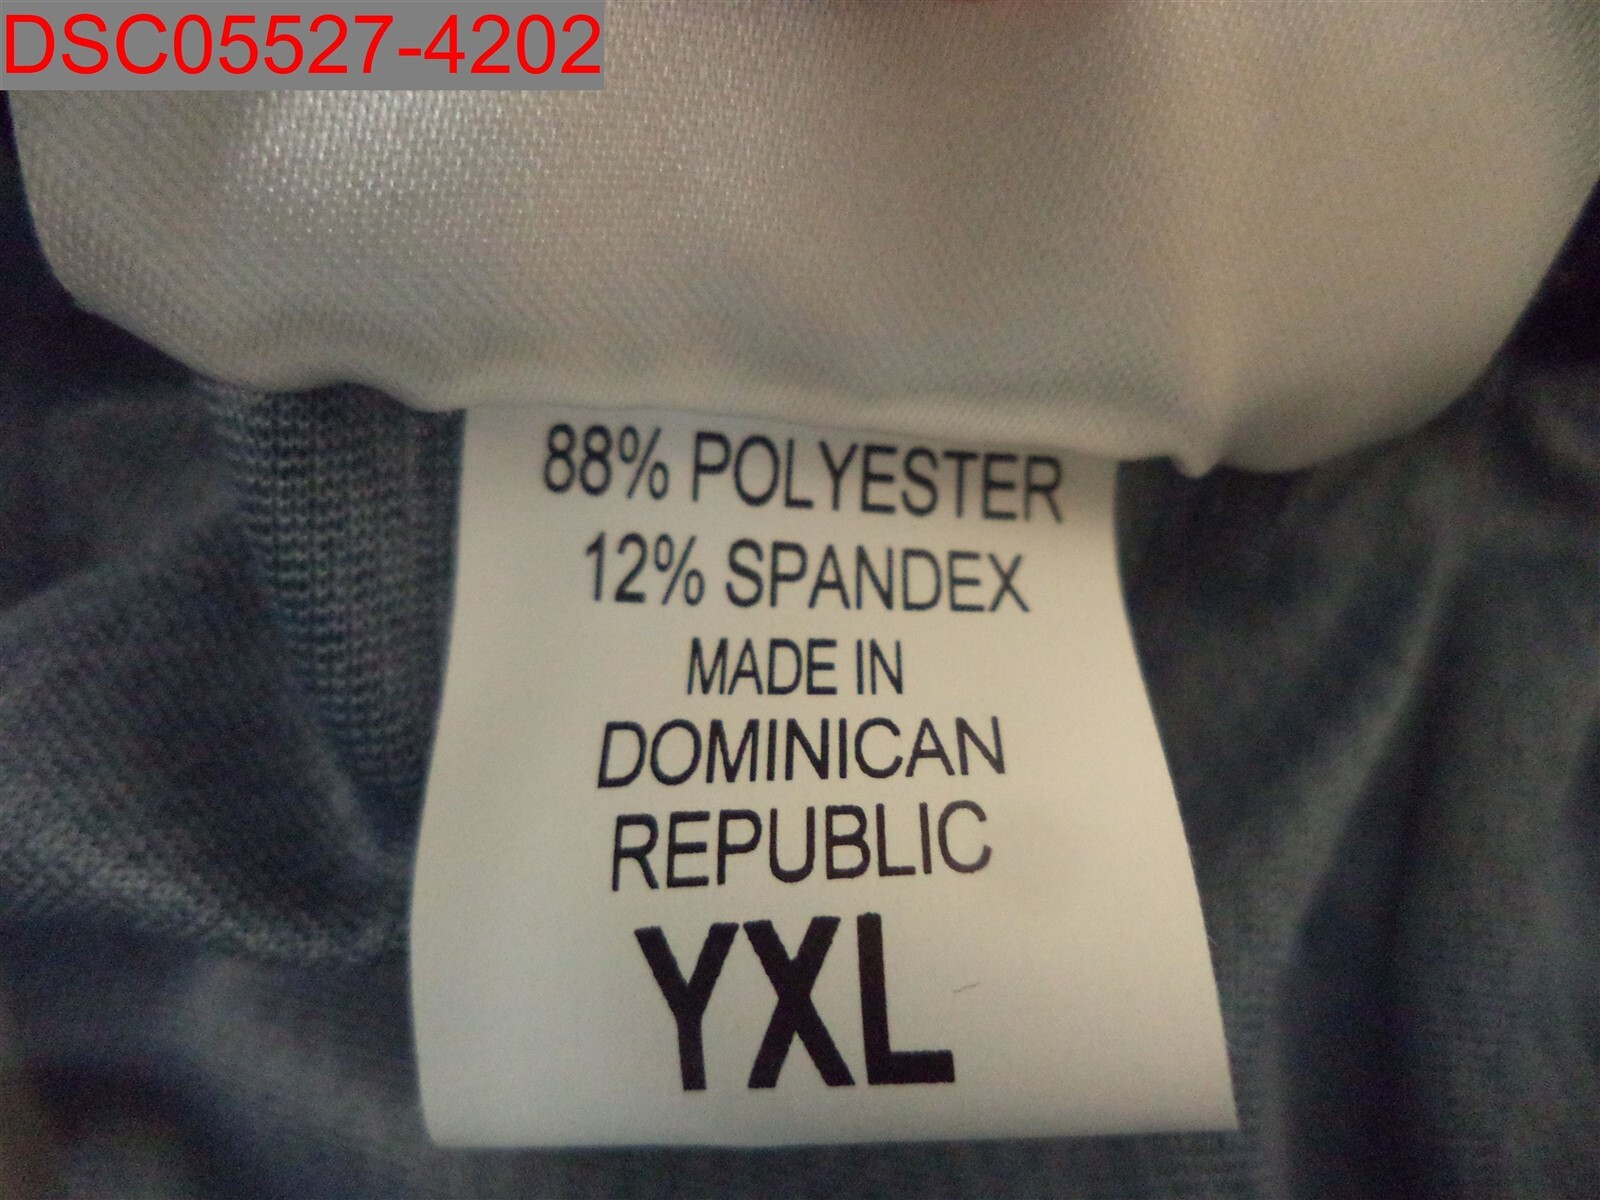 DSC05527-4202
88% POLYESTER
12% SPANDEX
MADE IN
DOMINICAN
REPUBLIC
YXL